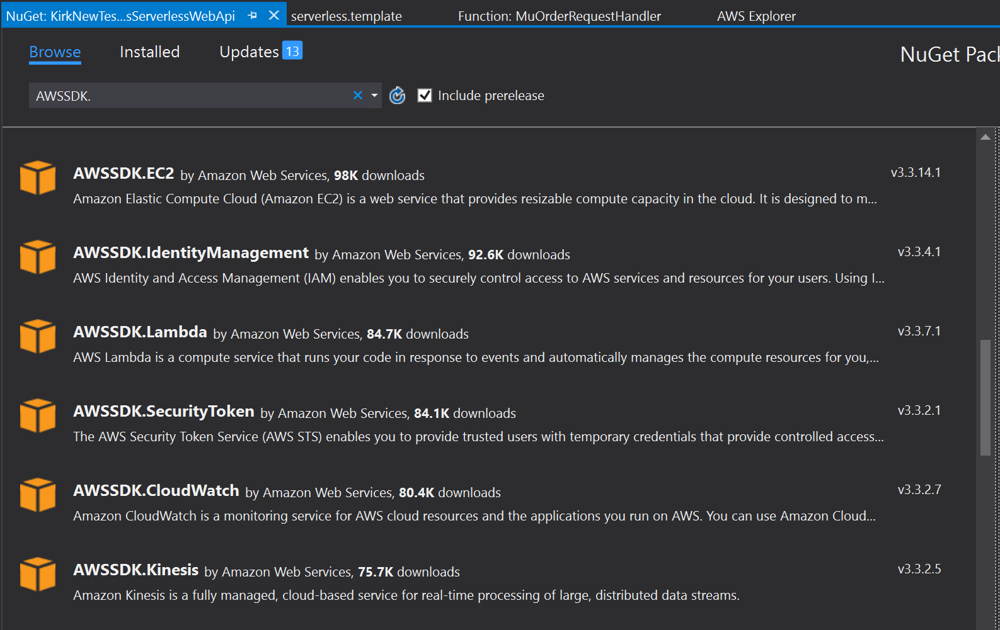 NuGet: KirkNewTes...sServerlessWebApi serverless.template Function: MuOrderRequestHandler AWS Explorer
Browse Installed Updates 13 NuGet Pack
AWSSDK. Include prerelease
AWSSDK.EC2 by Amazon Web Services, 98K downloads v3.3.14.1
Amazon Elastic Compute Cloud (Amazon EC2) is a web service that provides resizable compute capacity in the cloud. It is designed to m...
AWSSDK.IdentityManagement by Amazon Web Services, 92.6K downloads v3.3.4.1
AWS Identity and Access Management (IAM) enables you to securely control access to AWS services and resources for your users. Using I...
AWSSDK.Lambda by Amazon Web Services, 84.7K downloads v3.3.7.1
AWS Lambda is a compute service that runs your code in response to events and automatically manages the compute resources for you,...
AWSSDK.SecurityToken by Amazon Web Services, 84.1K downloads v3.3.2.1
The AWS Security Token Service (AWS STS) enables you to provide trusted users with temporary credentials that provide controlled access...
AWSSDK.CloudWatch by Amazon Web Services, 80.4K downloads v3.3.2.7
Amazon CloudWatch is a monitoring service for AWS cloud resources and the applications you run on AWS. You can use Amazon Cloud...
AWSSDK.Kinesis by Amazon Web Services, 75.7K downloads v3.3.2.5
Amazon Kinesis is a fully managed, cloud-based service for real-time processing of large, distributed data streams.